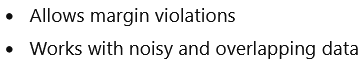 • Allows margin violations
• Works with noisy and overlapping data